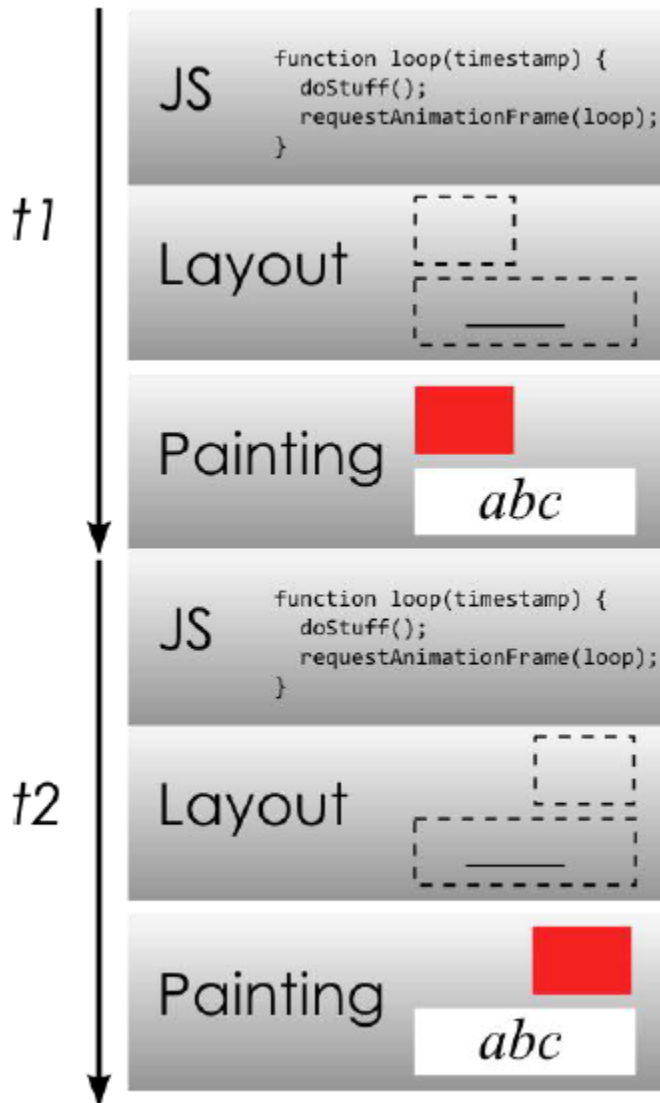 t1
JS
function loop(timestamp) {
  doStuff();
  requestAnimationFrame(loop);
}
Layout
Painting
abc
t2
JS
function loop(timestamp) {
  doStuff();
  requestAnimationFrame(loop);
}
Layout
Painting
abc